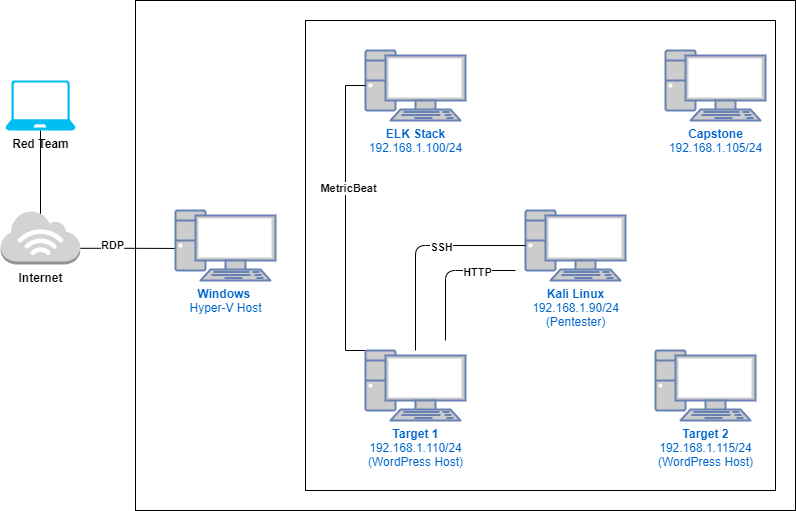 ELK Stack
192.168.1.100/24
Capstone
192.168.1.105/24
Red Team
MetricBeat
RDP
SSH
HTTP
Internet
Windows
Hyper-V Host
Kali Linux
192.168.1.90/24
(Pentester)
Target 1
192.168.1.110/24
(WordPress Host)
Target 2
192.168.1.115/24
(WordPress Host)